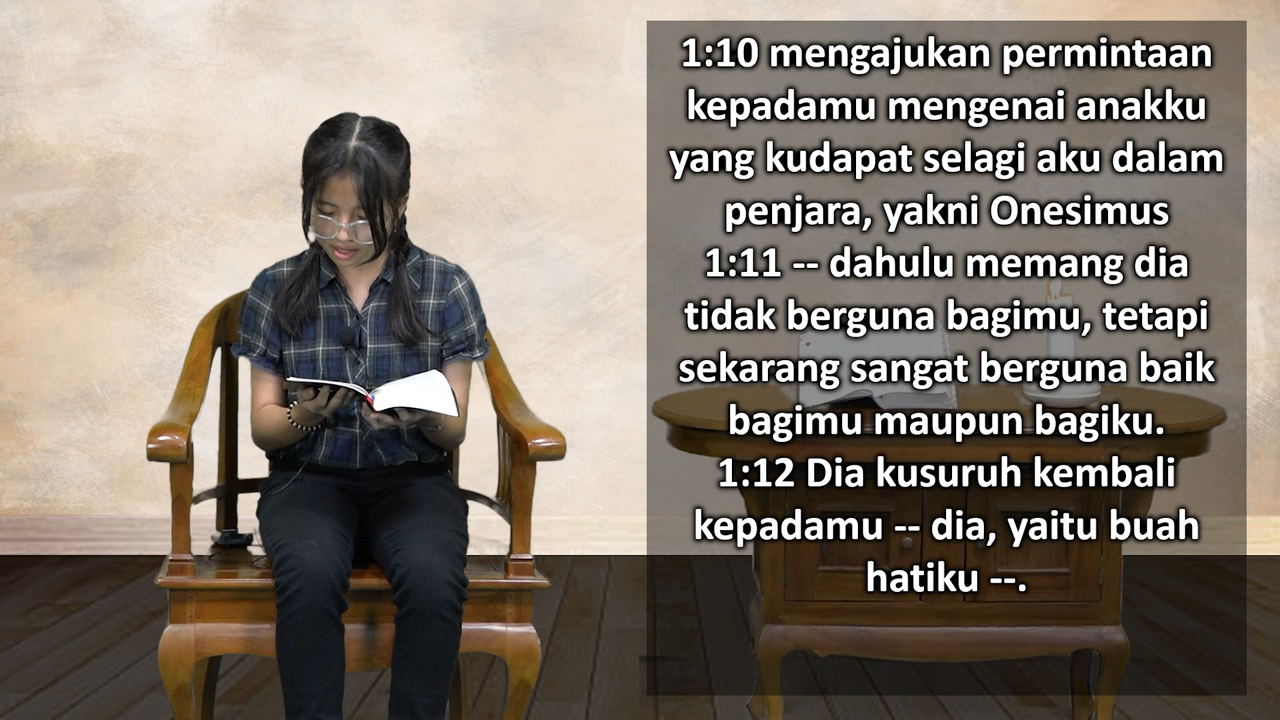 1:10 mengajukan permintaan
kepadamu mengenai anakku
yang kudapat selagi aku dalam
penjara, yakni Onesimus
1:11 -- dahulu memang dia
tidak berguna bagimu, tetapi
sekarang sangat berguna baik
bagimu maupun bagiku.
1:12 Dia kusuruh kembali
kepadamu -- dia, yaitu buah
hatiku --.